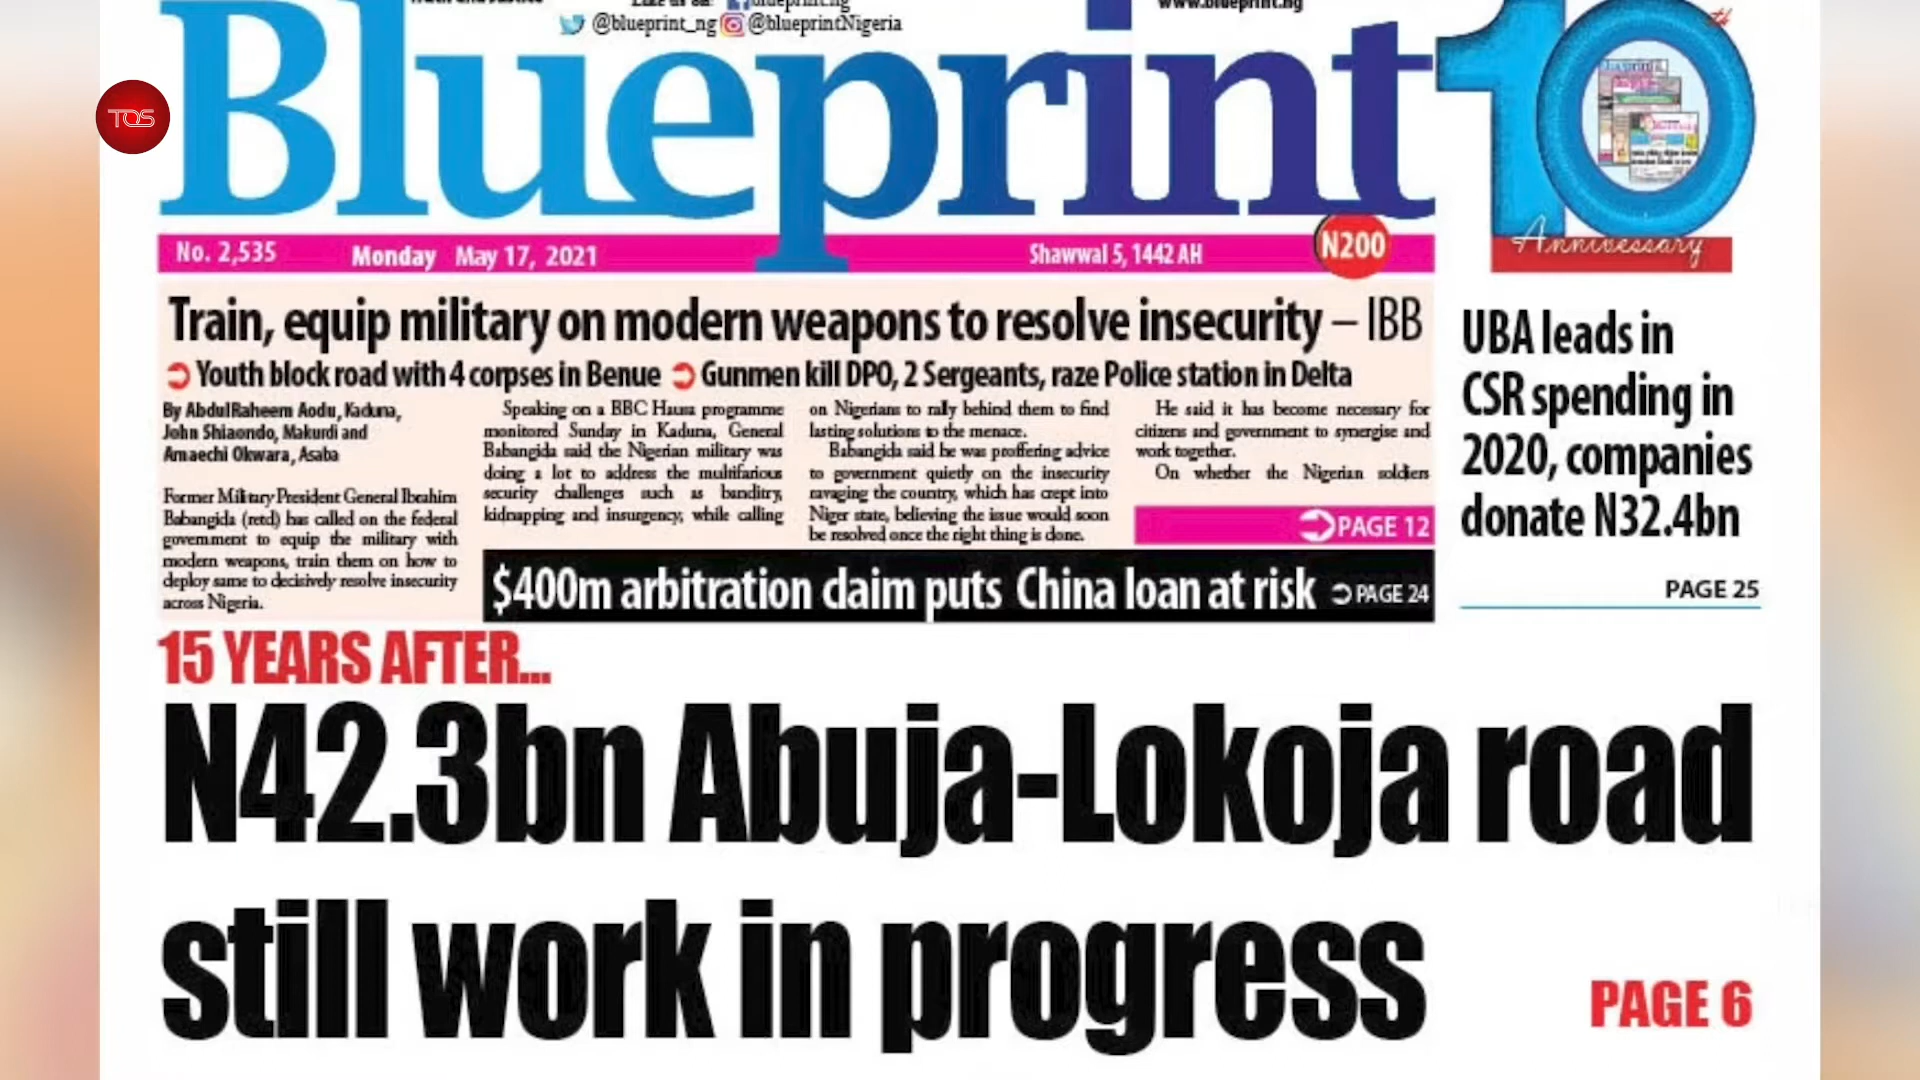 @blueprint_ng @blueprintNigeria
www.blueprint.ng
Blueprint
10th
Anniversary
TOS
No. 2,535 Monday May 17, 2021 Shawwal 5, 1442 AH N200
Train, equip military on modern weapons to resolve insecurity – IBB
Youth block road with 4 corpses in Benue Gunmen kill DPO, 2 Sergeants, raze Police station in Delta
By AbdulRaheem Aodu, Kaduna,
John Shiaondo, Makurdi and
Amaechi Okwara, Asaba
Former Military President General Ibrahim
Babangida (retd) has called on the federal
government to equip the military with
modern weapons, train them on how to
deploy same to decisively resolve insecurity
across Nigeria.
Speaking on a BBC Hausa programme
monitored Sunday in Kaduna, General
Babangida said the Nigerian military was
doing a lot to address the multifarious
security challenges such as banditry,
kidnapping and insurgency, while calling
on Nigerians to rally behind them to find
lasting solutions to the menace.
Babangida said he was proffering advice
to government quietly on the insecurity
ravaging the country, which has crept into
Niger state, believing the issue would soon
be resolved once the right thing is done.
He said it has become necessary for
citizens and government to synergise and
work together.
On whether the Nigerian soldiers
PAGE 12
$400m arbitration claim puts China loan at risk PAGE 24
UBA leads in
CSR spending in
2020, companies
donate N32.4bn
PAGE 25
15 YEARS AFTER...
N42.3bn Abuja-Lokoja road
still work in progress
PAGE 6